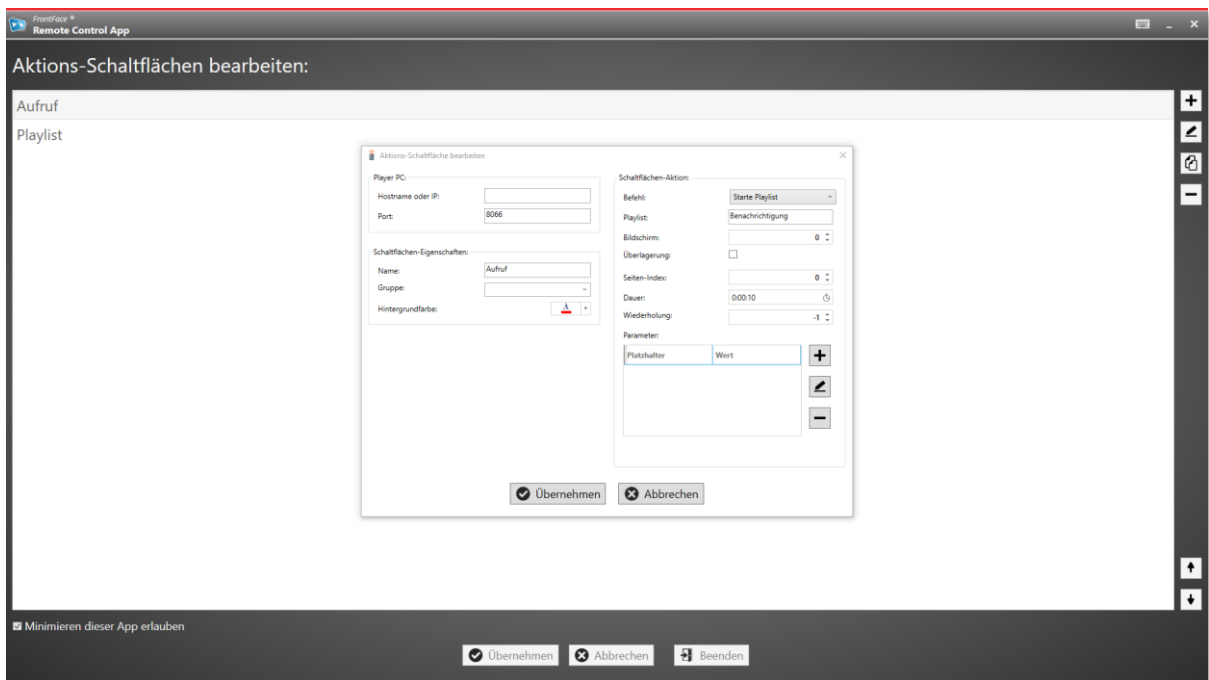 FrontFace ®
Remote Control App
Aktions-Schaltflächen bearbeiten:
Aufruf
Playlist
Aktions-Schaltfläche bearbeiten
Player PC:
Hostname oder IP:
Port: 8066
Schaltflächen-Eigenschaften:
Name: Aufruf
Gruppe:
Hintergrundfarbe: A
Schaltflächen-Aktion:
Befehl: Starte Playlist
Playlist: Benachrichtigung
Bildschirm: 0
Überlagerung:
Seiten-Index: 0
Dauer: 0:00:10
Wiederholung: -1
Parameter:
Platzhalter Wert
Übernehmen Abbrechen
Minimieren dieser App erlauben
Übernehmen Abbrechen Beenden